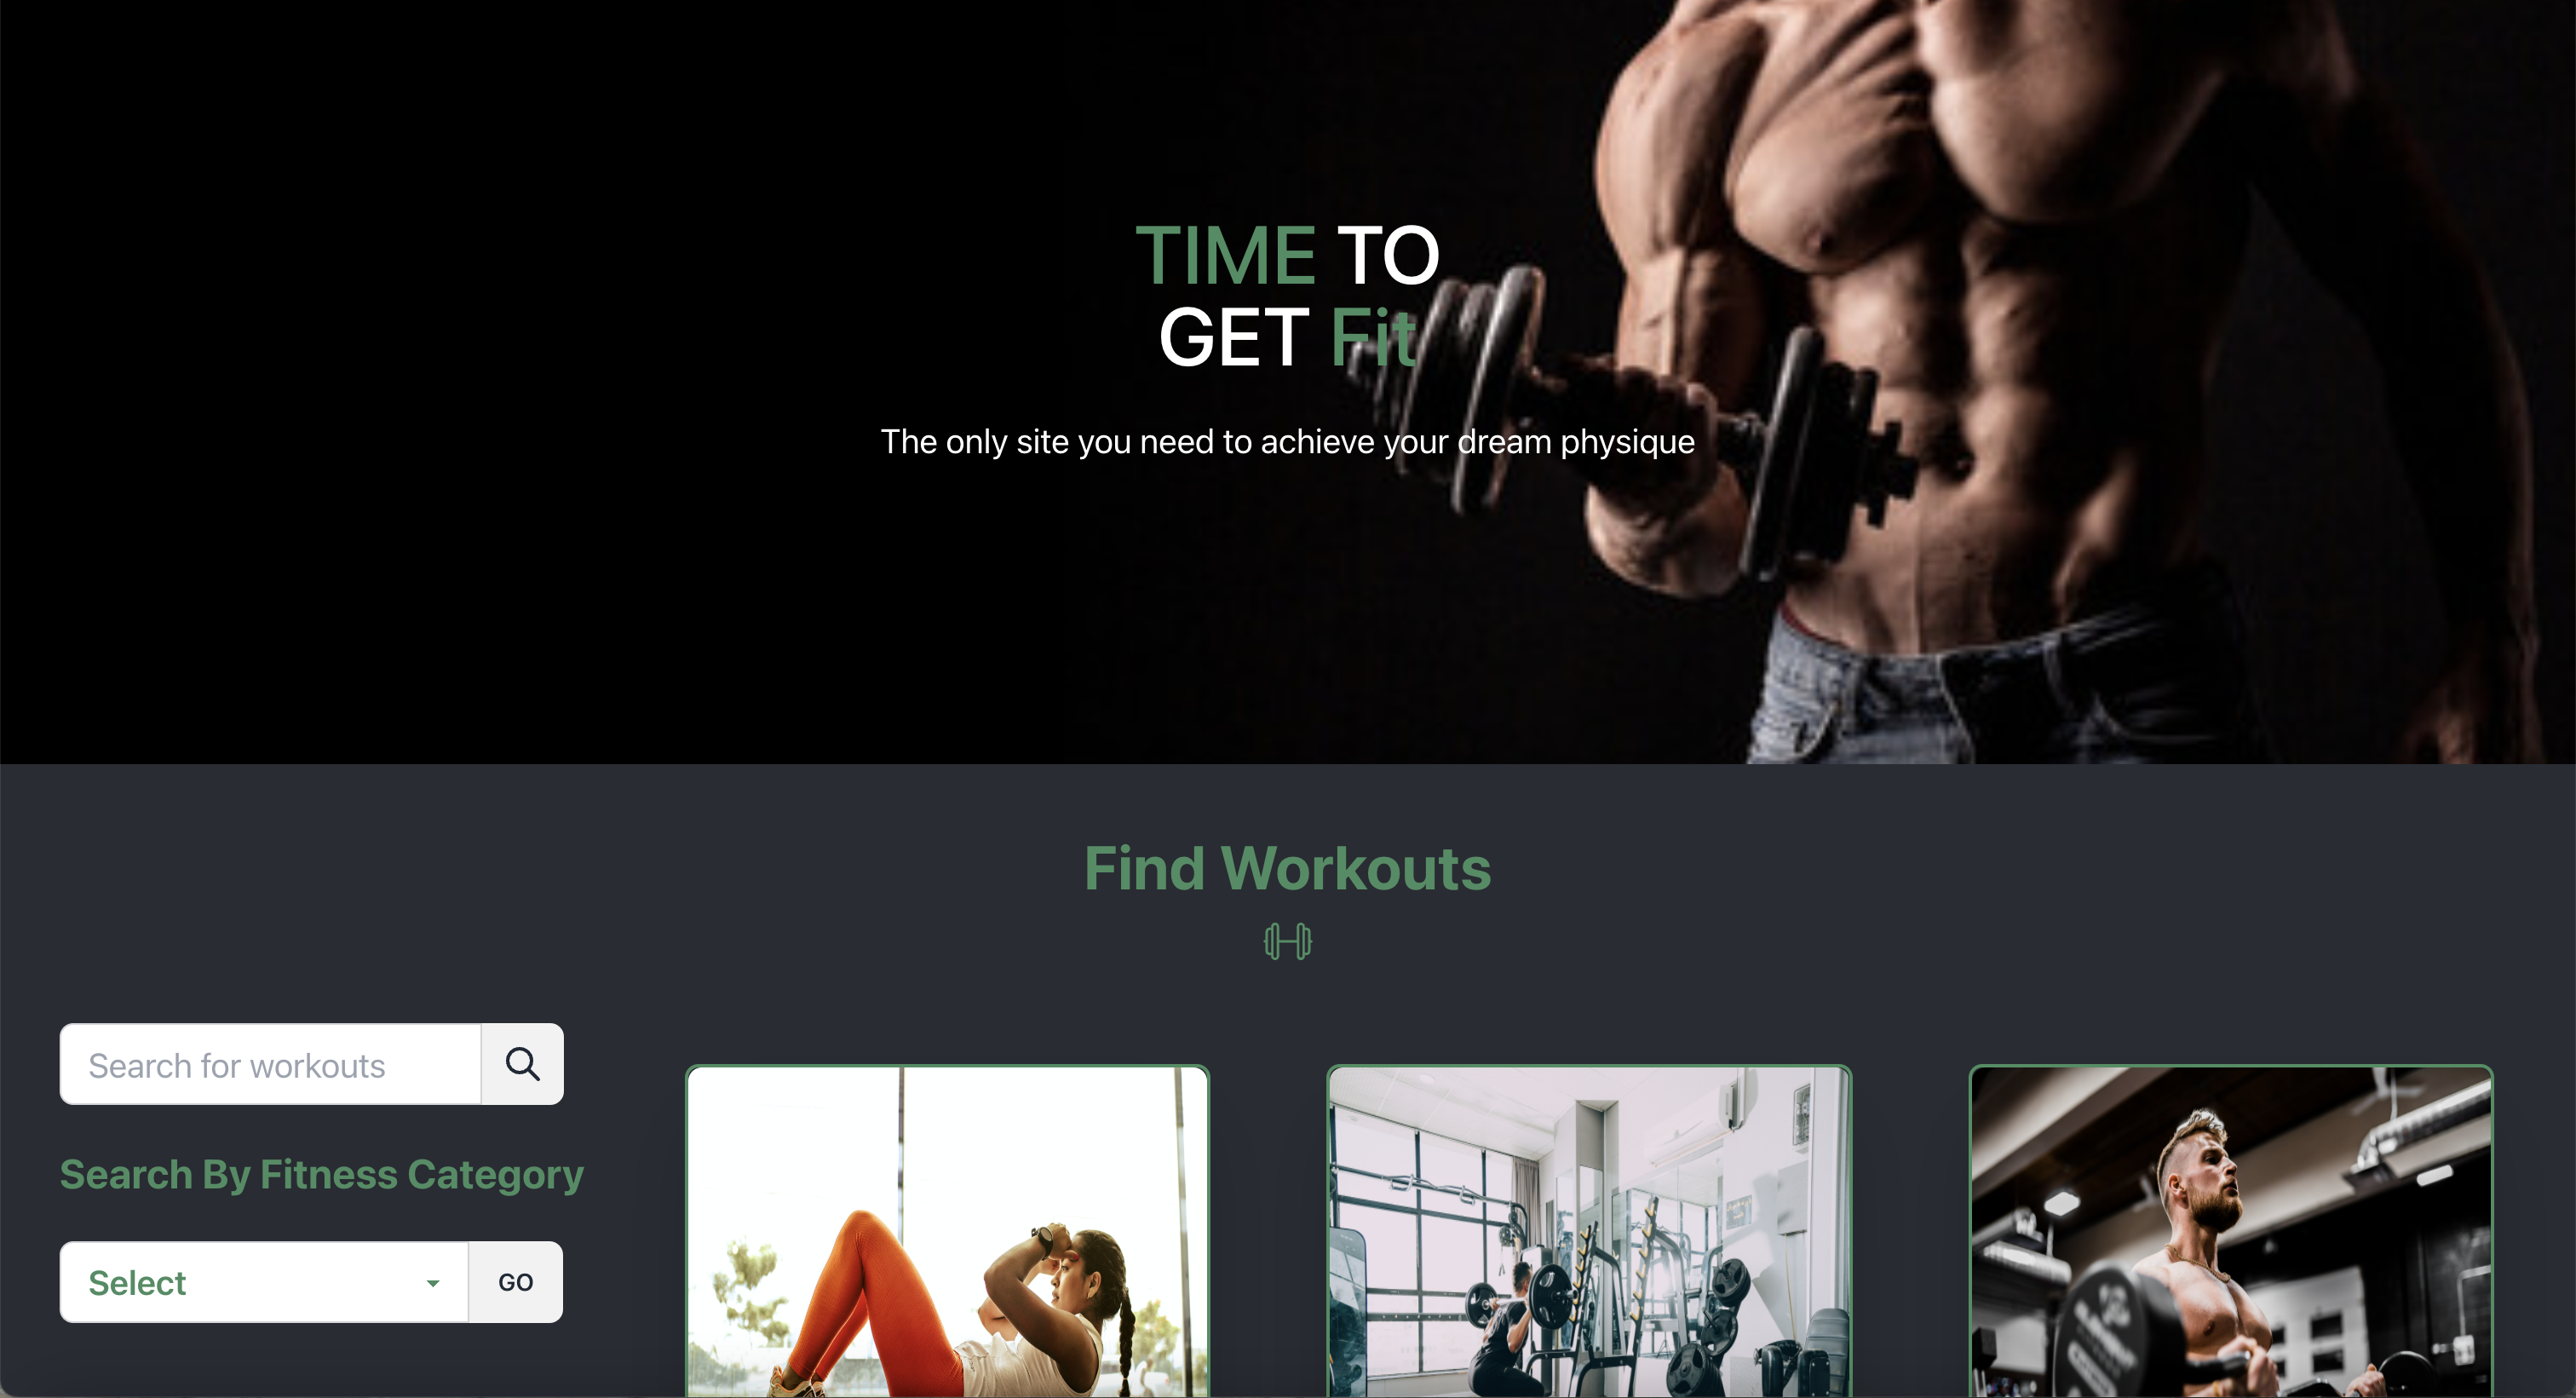 TIME TO
GET Fit
The only site you need to achieve your dream physique
Find Workouts
Search for workouts
Search By Fitness Category
Select
GO